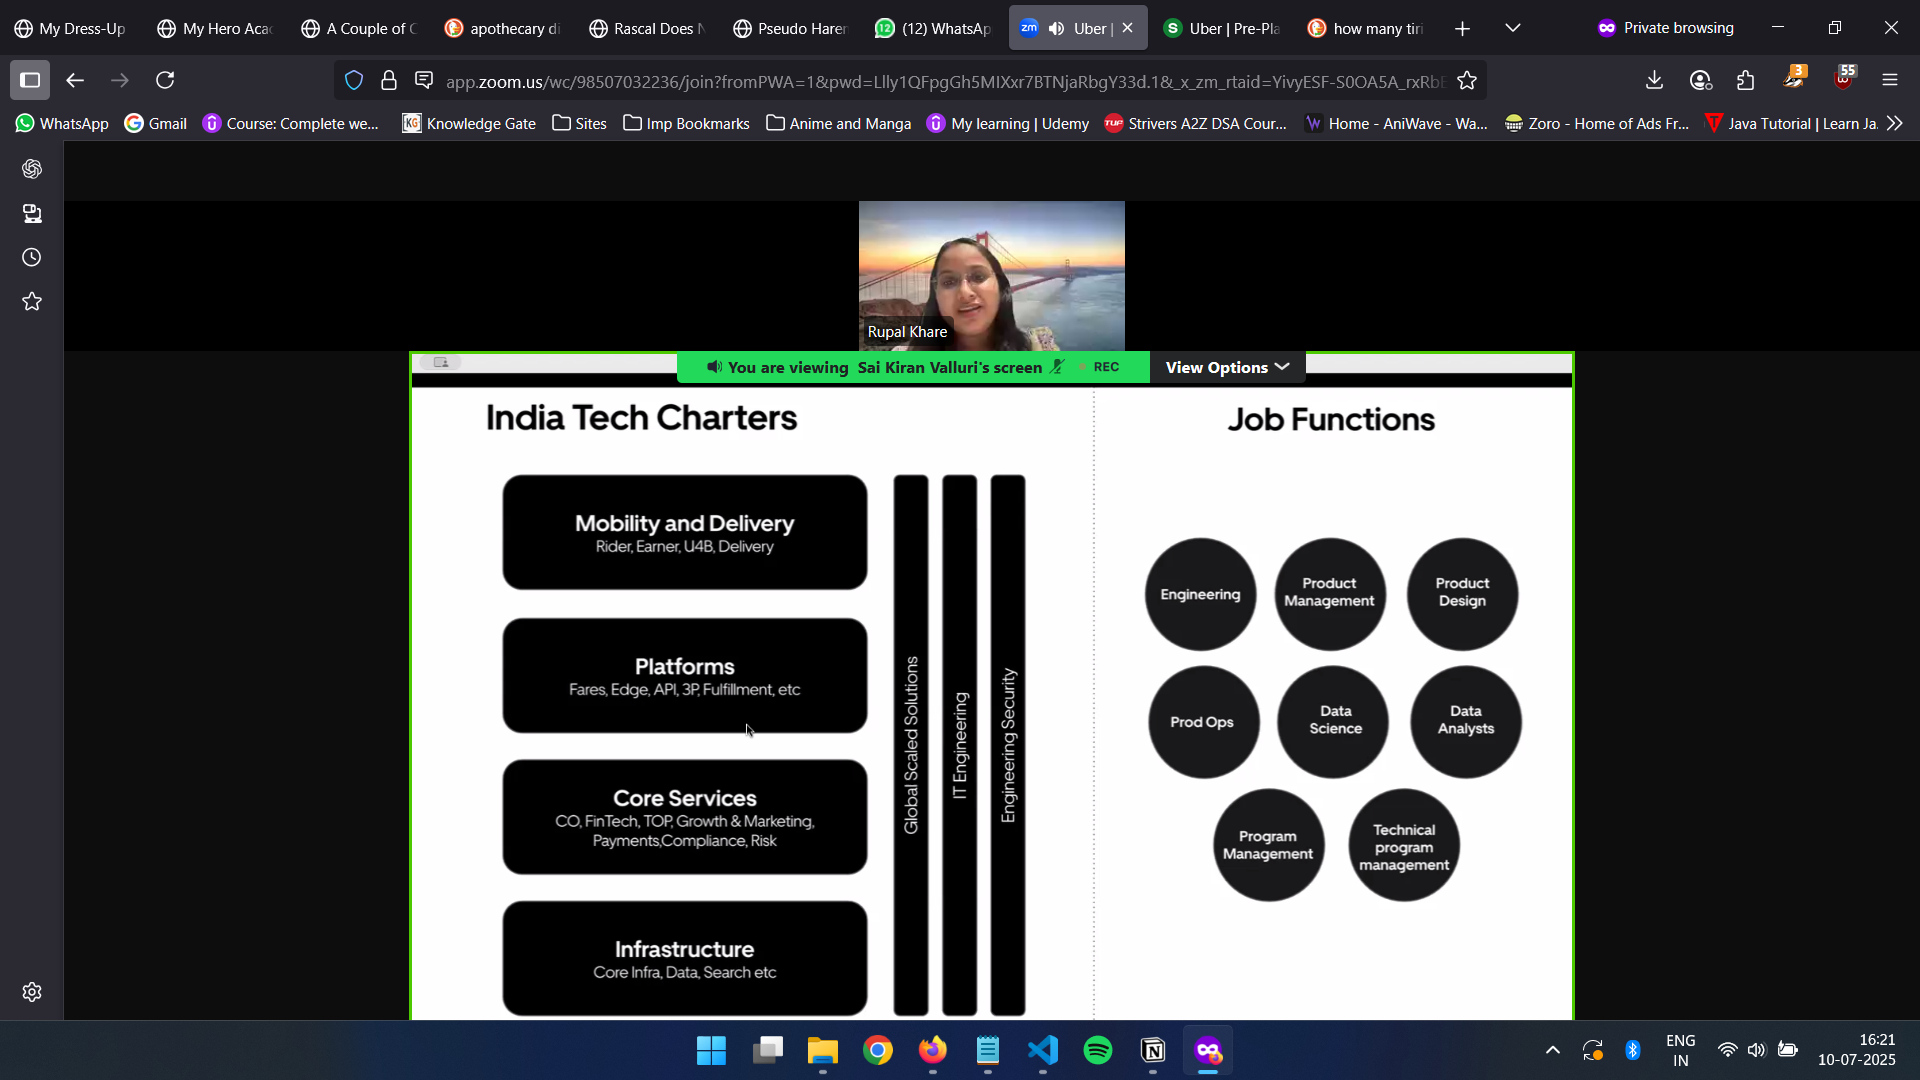 My Dress-Up
My Hero Aca
A Couple of C
apothecary di
Rascal Does N
Pseudo Haren
(12) WhatsAp
Uber |
Uber | Pre-Pla
how many tiri
Private browsing
app.zoom.us/wc/98507032236/join?fromPWA=1&pwd=Llly1QFpgGh5MIXxr7BTNjaRbgY33d.1&_x_zm_rtaid=YivyESF-S0OA5A_rxRbE
3
55
WhatsApp
Gmail
Course: Complete we...
Knowledge Gate
Sites
Imp Bookmarks
Anime and Manga
My learning | Udemy
Strivers A2Z DSA Cour...
Home - AniWave - Wa...
Zoro - Home of Ads Fr...
Java Tutorial | Learn Ja
Rupal Khare
You are viewing Sai Kiran Valluri's screen
REC
View Options
India Tech Charters
Mobility and Delivery
Rider, Earner, U4B, Delivery
Platforms
Fares, Edge, API, 3P, Fulfillment, etc
Core Services
CO, FinTech, TOP, Growth & Marketing,
Payments,Compliance, Risk
Infrastructure
Core Infra, Data, Search etc
Global Scaled Solutions
IT Engineering
Engineering Security
Job Functions
Engineering
Product
Management
Product
Design
Prod Ops
Data
Science
Data
Analysts
Program
Management
Technical
program
management
ENG
IN
16:21
10-07-2025